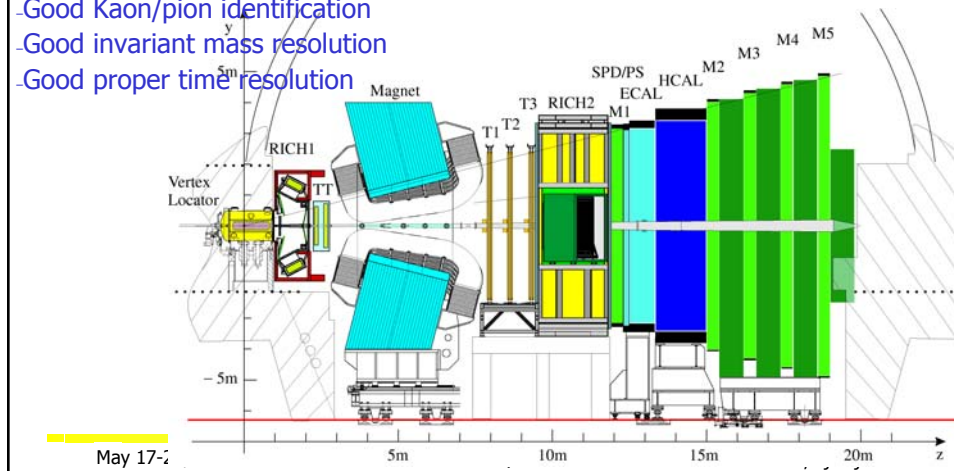 -Good Kaon/pion identification
-Good invariant mass resolution
-Good proper time resolution
y
5m
Magnet
T1
T2
T3
RICH2
SPD/PS
M1
ECAL
HCAL
M2
M3
M4
M5
RICH1
TT
Vertex
Locator
- 5m
May 17-2
5m
10m
15m
20m
z